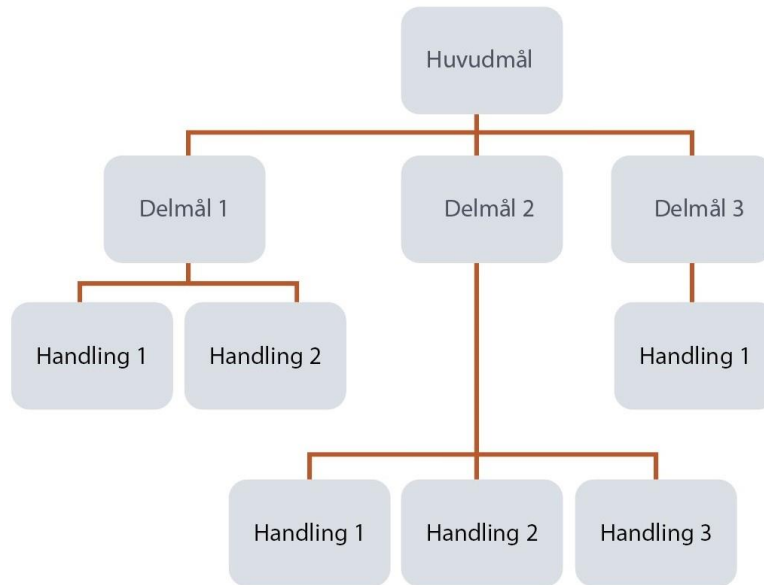 Huvudmål
Delmål 1
Delmål 2
Delmål 3
Handling 1
Handling 2
Handling 1
Handling 1
Handling 2
Handling 3